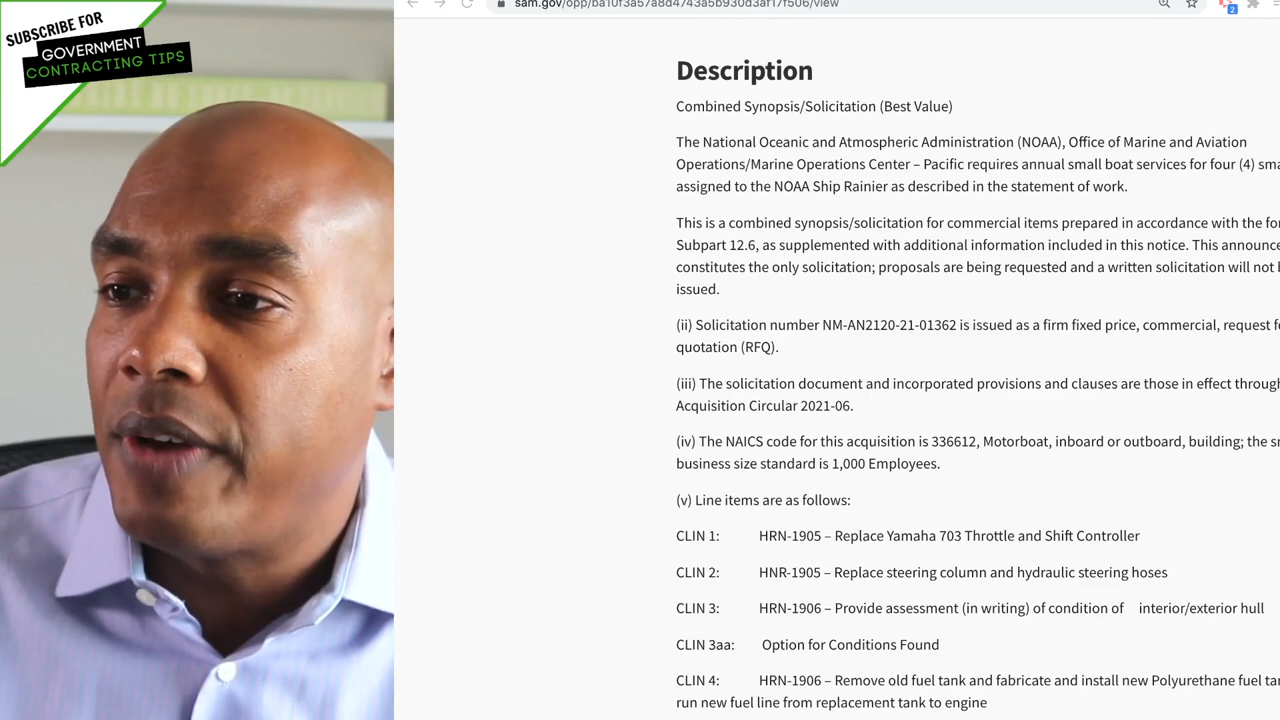 SUBSCRIBE FOR
GOVERNMENT
CONTRACTING TIPS
sam.gov/opp/ba10f3a57a8d4743a5b930d3af17f506/view
2
Description
Combined Synopsis/Solicitation (Best Value)
The National Oceanic and Atmospheric Administration (NOAA), Office of Marine and Aviation
Operations/Marine Operations Center – Pacific requires annual small boat services for four (4)
assigned to the NOAA Ship Rainier as described in the statement of work.
This is a combined synopsis/solicitation for commercial items prepared in accordance with the
Subpart 12.6, as supplemented with additional information included in this notice. This
constitutes the only solicitation; proposals are being requested and a written solicitation will not
issued.
(ii) Solicitation number NM-AN2120-21-01362 is issued as a firm fixed price, commercial, request
quotation (RFQ).
(iii) The solicitation document and incorporated provisions and clauses are those in effect
Acquisition Circular 2021-06.
(iv) The NAICS code for this acquisition is 336612, Motorboat, inboard or outboard, building; the
business size standard is 1,000 Employees.
(v) Line items are as follows:
CLIN 1: HRN-1905 – Replace Yamaha 703 Throttle and Shift Controller
CLIN 2: HNR-1905 – Replace steering column and hydraulic steering hoses
CLIN 3: HRN-1906 – Provide assessment (in writing) of condition of interior/exterior hull
CLIN 3aa: Option for Conditions Found
CLIN 4: HRN-1906 – Remove old fuel tank and fabricate and install new Polyurethane fuel
run new fuel line from replacement tank to engine